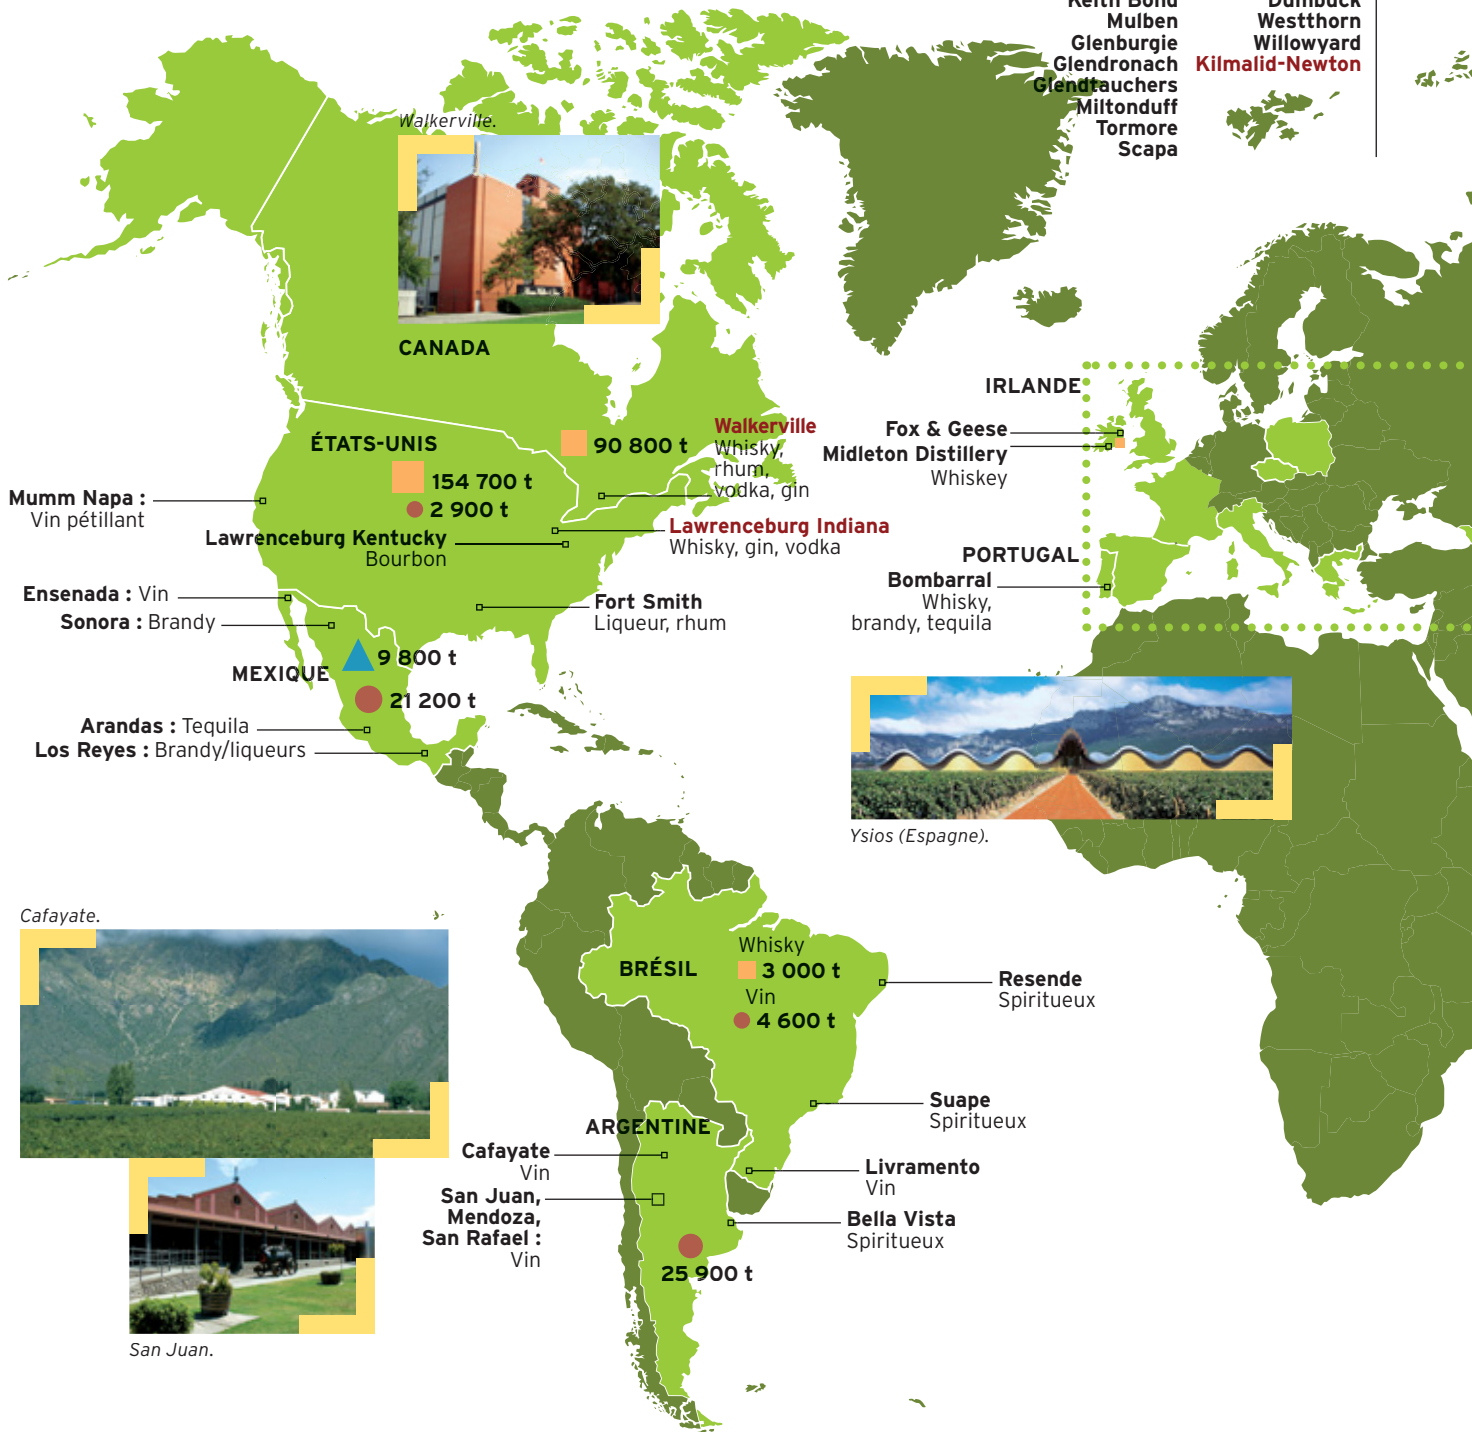 Keith Bond
Mulben
Glenburgie
Glendronach
Glendtauchers
Miltonduff
Tormore
Scapa
Dumbuck
Westthorn
Willowyard
Kilmalid-Newton
Walkerville.
CANADA
90 800 t
Walkerville
Whisky,
rhum,
vodka, gin
ÉTATS-UNIS
154 700 t
2 900 t
Mumm Napa :
Vin pétillant
Lawrenceburg Kentucky
Bourbon
Lawrenceburg Indiana
Whisky, gin, vodka
Ensenada : Vin
Sonora : Brandy
Fort Smith
Liqueur, rhum
MEXIQUE
9 800 t
21 200 t
Arandas : Tequila
Los Reyes : Brandy/liqueurs
IRLANDE
Fox & Geese
Midleton Distillery
Whiskey
PORTUGAL
Bombarral
Whisky,
brandy, tequila
Ysios (Espagne).
Cafayate.
San Juan.
BRÉSIL
Whisky
3 000 t
Vin
4 600 t
Resende
Spiritueux
Suape
Spiritueux
Livramento
Vin
Bella Vista
Spiritueux
ARGENTINE
Cafayate
Vin
San Juan,
Mendoza,
San Rafael :
Vin
25 900 t